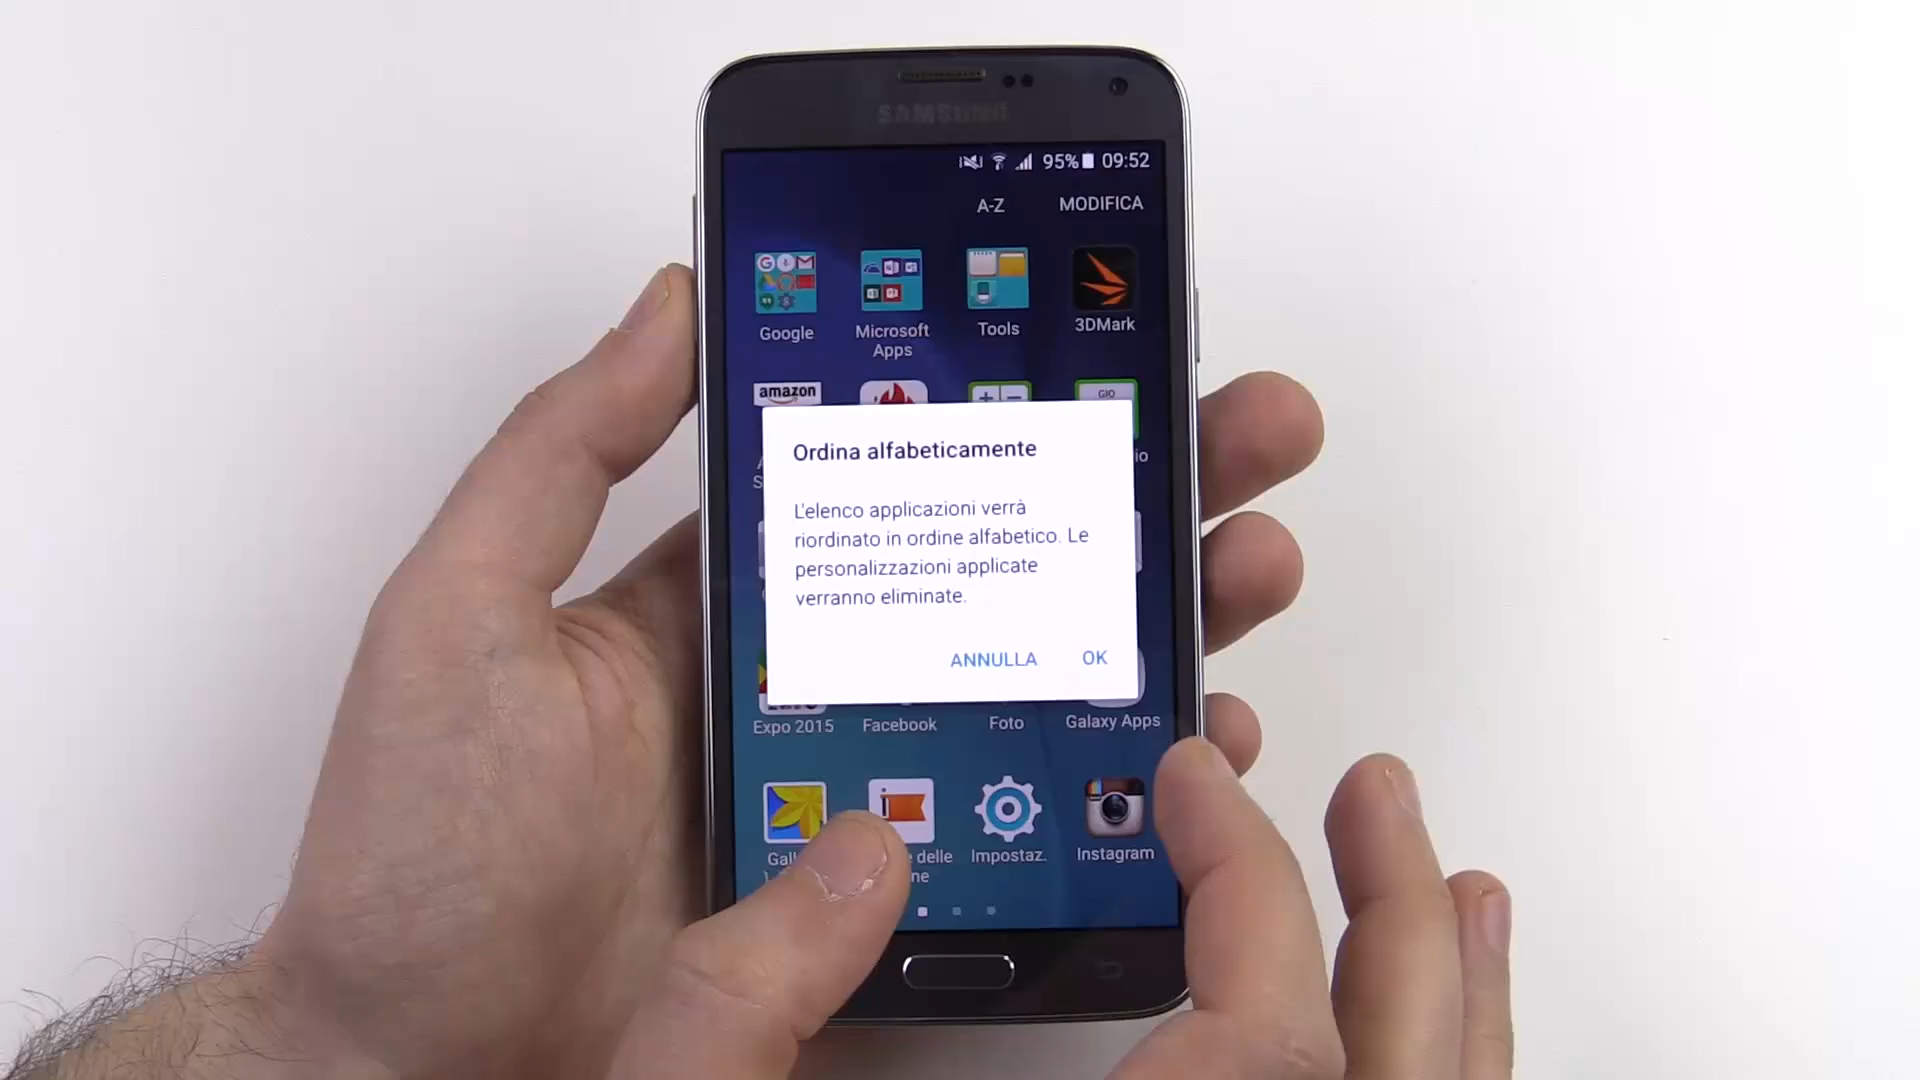 SAMSUNG
95% 09:52
A-Z MODIFICA
Google
Microsoft
Apps
Tools
3DMark
amazon
GIO
Ordina alfabeticamente
L'elenco applicazioni verrà
riordinato in ordine alfabetico. Le
personalizzazioni applicate
verranno eliminate.
ANNULLA OK
Expo 2015
Facebook
Foto
Galaxy Apps
delle
Impostaz.
Instagram